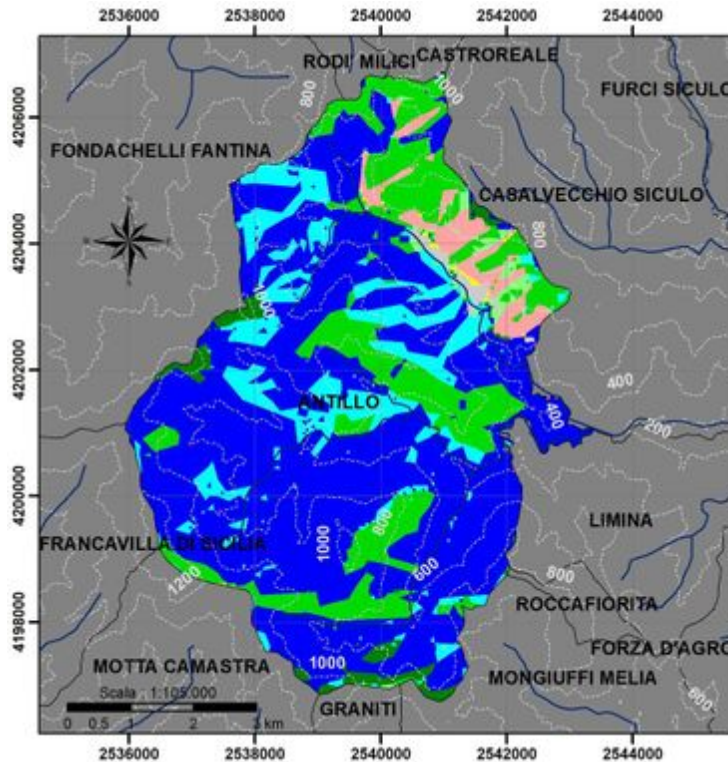 2536000 2538000 2540000 2542000 2544000
RODI' MILICI
CASTROREALE
800
1000
FURCI SICULO
4206000
FONDACHELLI FANTINA
CASALVECCHIO SICULO
4204000
800
1000
4202000
400
ANTILLO
400
200
4200000
LIMINA
800
1000
FRANCAVILLA DI SICILIA
600
800
1200
ROCCAFIORITA
4198000
FORZA D'AGRO
MOTTA CAMASTRA
1000
MONGIUFFI MELIA
800
Scala : 1:105.000
GRANITI
0 0.5 1 2 3 km
2536000 2538000 2540000 2542000 2544000